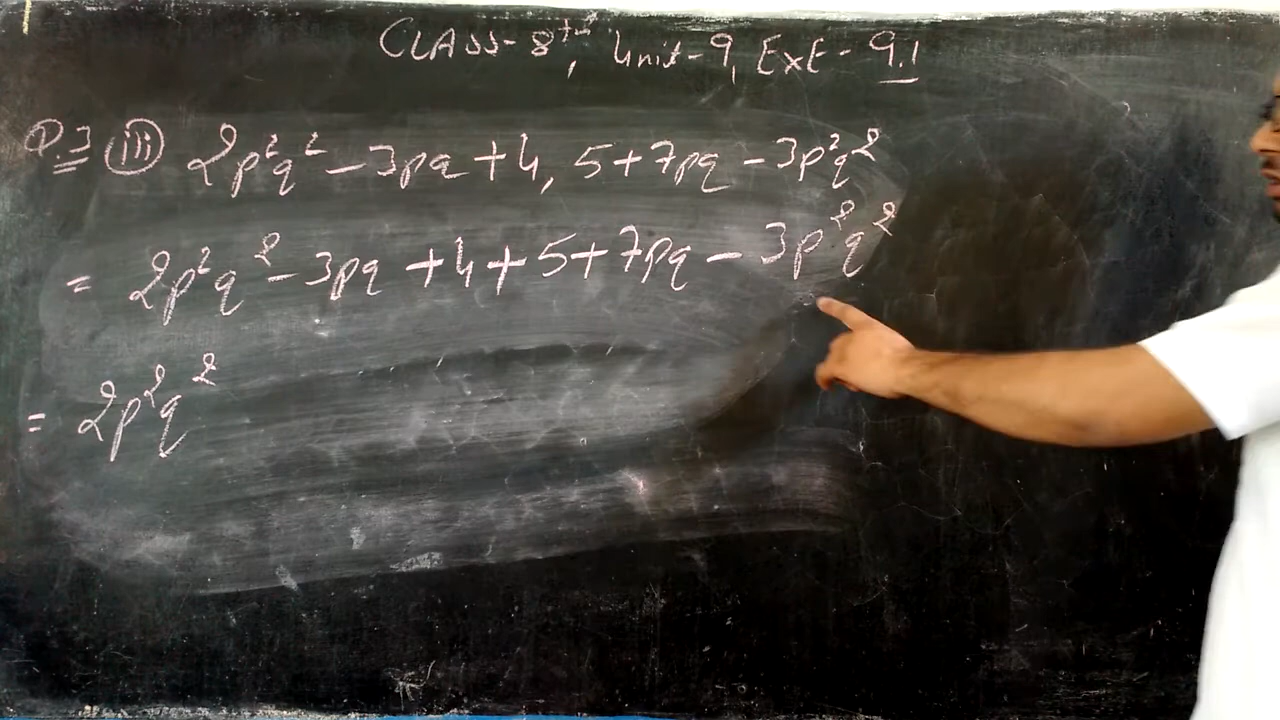 CLASS-8th, Unit-9, ExE-9.1
Q.3 (iii) 2p²q² - 3pq + 4, 5 + 7pq - 3p²q²
= 2p²q² - 3pq + 4 + 5 + 7pq - 3p²q²
= 2p²q²